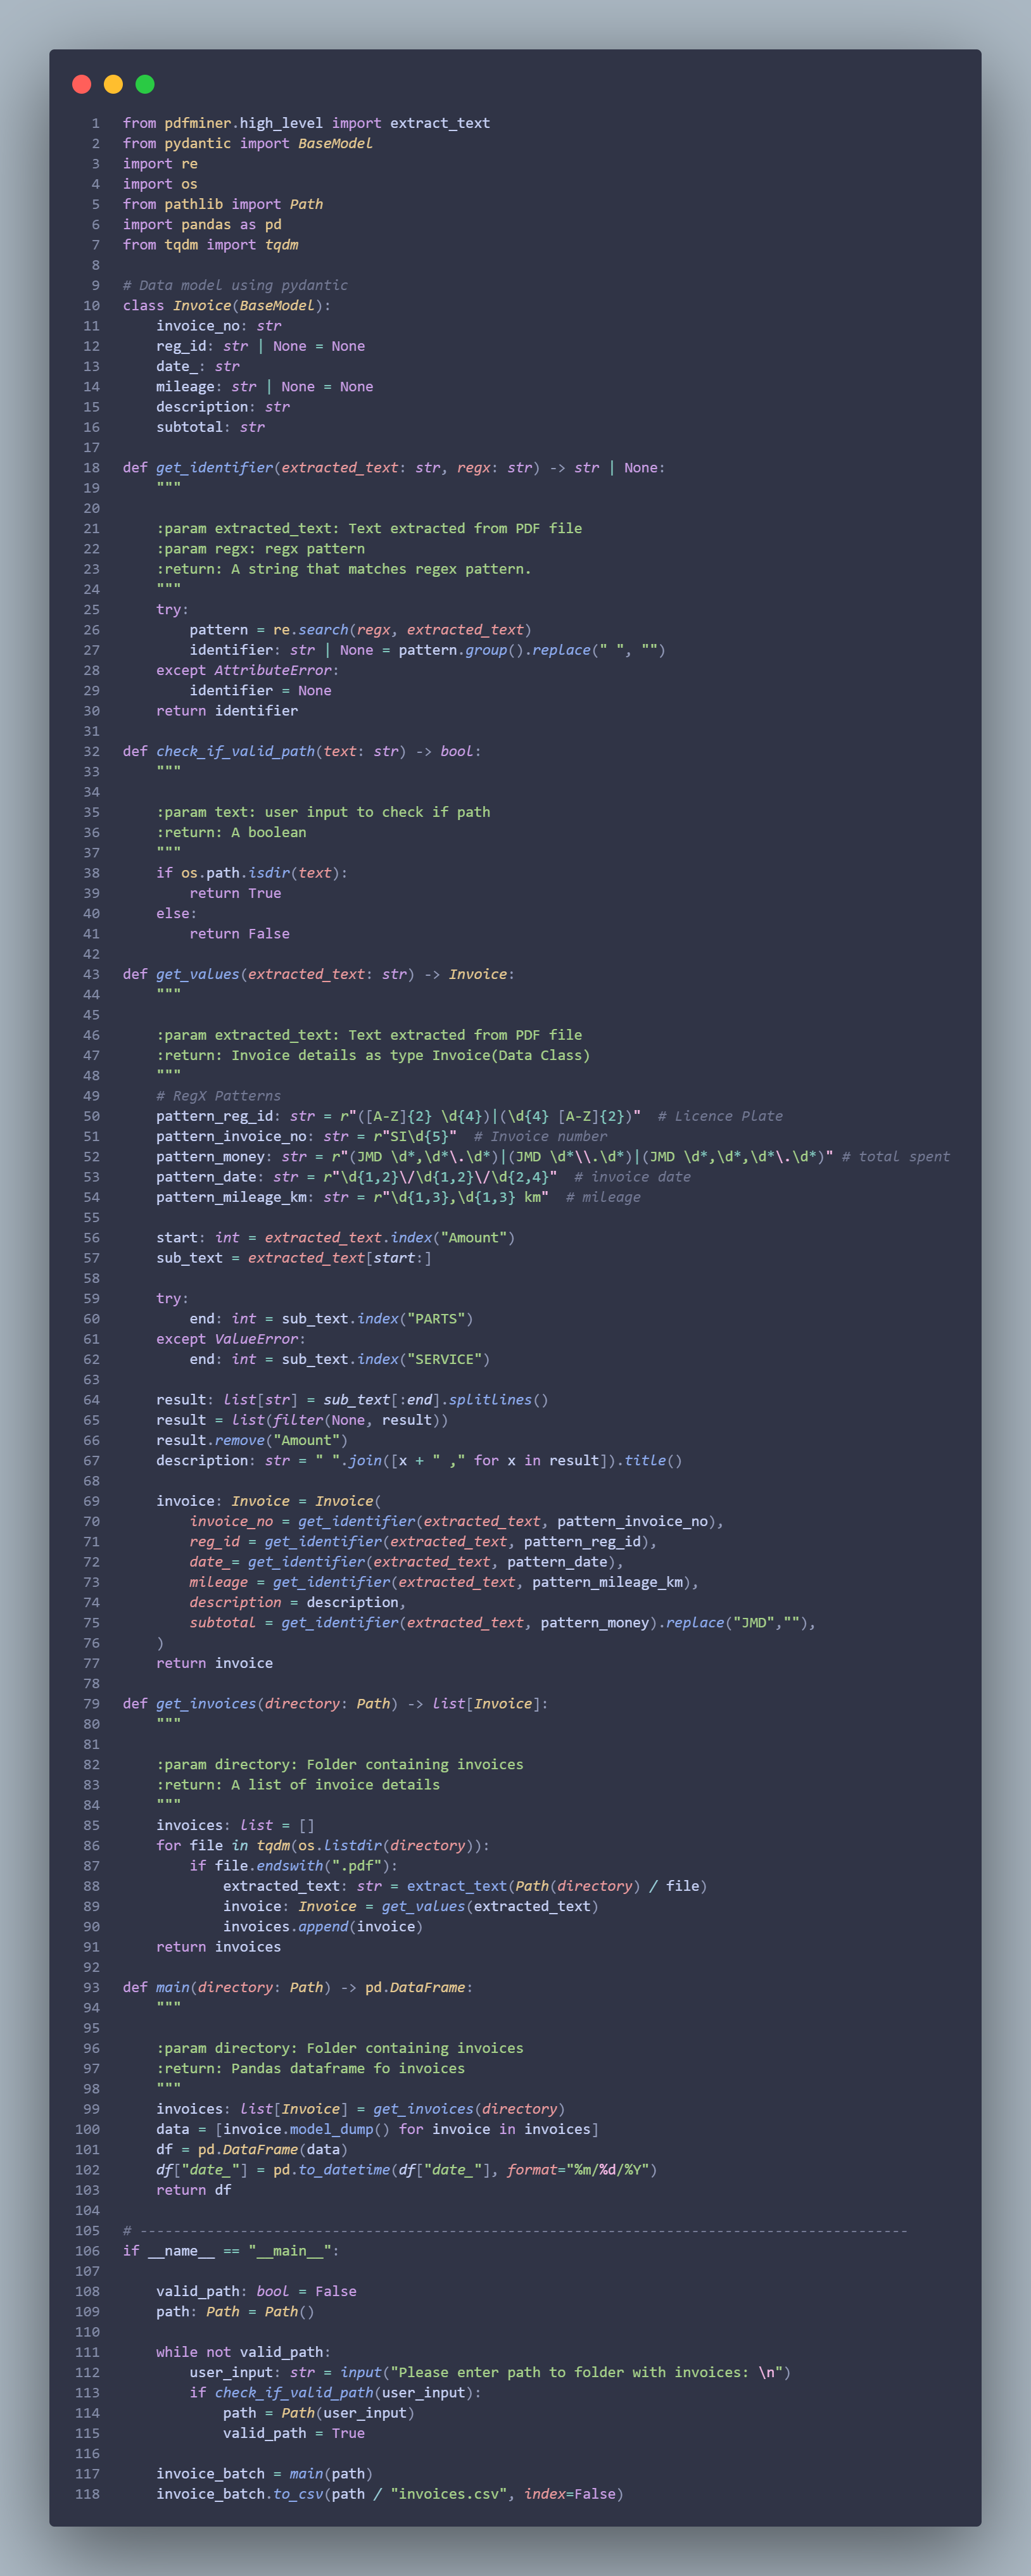 1 from pdfminer.high_level import extract_text
2 from pydantic import BaseModel
3 import re
4 import os
5 from pathlib import Path
6 import pandas as pd
7 from tqdm import tqdm
8
9 # Data model using pydantic
10 class Invoice(BaseModel):
11     invoice_no: str
12     reg_id: str | None = None
13     date_: str
14     mileage: str | None = None
15     description: str
16     subtotal: str
17
18 def get_identifier(extracted_text: str, regx: str) -> str | None:
19     """
20
21     :param extracted_text: Text extracted from PDF file
22     :param regx: regx pattern
23     :return: A string that matches regex pattern.
24     """
25     try:
26         pattern = re.search(regx, extracted_text)
27         identifier: str | None = pattern.group().replace(" ", "")
28     except AttributeError:
29         identifier = None
30     return identifier
31
32 def check_if_valid_path(text: str) -> bool:
33     """
34
35     :param text: user input to check if path
36     :return: A boolean
37     """
38     if os.path.isdir(text):
39         return True
40     else:
41         return False
42
43 def get_values(extracted_text: str) -> Invoice:
44     """
45
46     :param extracted_text: Text extracted from PDF file
47     :return: Invoice details as type Invoice(Data Class)
48     """
49     # RegX Patterns
50     pattern_reg_id: str = r"([A-Z]{2} \d{4})|(\d{4} [A-Z]{2})"  # Licence Plate
51     pattern_invoice_no: str = r"SI\d{5}"  # Invoice number
52     pattern_money: str = r"(JMD \d*,\d*\.\d*)|(JMD \d*\\.\d*)|(JMD \d*,\d*,\d*\.\d*)" # total spent
53     pattern_date: str = r"\d{1,2}\/\d{1,2}\/\d{2,4}"  # invoice date
54     pattern_mileage_km: str = r"\d{1,3},\d{1,3} km"  # mileage
55
56     start: int = extracted_text.index("Amount")
57     sub_text = extracted_text[start:]
58
59     try:
60         end: int = sub_text.index("PARTS")
61     except ValueError:
62         end: int = sub_text.index("SERVICE")
63
64     result: list[str] = sub_text[:end].splitlines()
65     result = list(filter(None, result))
66     result.remove("Amount")
67     description: str = " ".join([x + " ," for x in result]).title()
68
69     invoice: Invoice = Invoice(
70         invoice_no = get_identifier(extracted_text, pattern_invoice_no),
71         reg_id = get_identifier(extracted_text, pattern_reg_id),
72         date_= get_identifier(extracted_text, pattern_date),
73         mileage = get_identifier(extracted_text, pattern_mileage_km),
74         description = description,
75         subtotal = get_identifier(extracted_text, pattern_money).replace("JMD",""),
76     )
77     return invoice
78
79 def get_invoices(directory: Path) -> list[Invoice]:
80     """
81
82     :param directory: Folder containing invoices
83     :return: A list of invoice details
84     """
85     invoices: list = []
86     for file in tqdm(os.listdir(directory)):
87         if file.endswith(".pdf"):
88             extracted_text: str = extract_text(Path(directory) / file)
89             invoice: Invoice = get_values(extracted_text)
90             invoices.append(invoice)
91     return invoices
92
93 def main(directory: Path) -> pd.DataFrame:
94     """
95
96     :param directory: Folder containing invoices
97     :return: Pandas dataframe fo invoices
98     """
99     invoices: list[Invoice] = get_invoices(directory)
100     data = [invoice.model_dump() for invoice in invoices]
101     df = pd.DataFrame(data)
102     df["date_"] = pd.to_datetime(df["date_"], format="%m/%d/%Y")
103     return df
104
105 # --------------------------------------------------------------------------------------------
106 if __name__ == "__main__":
107
108     valid_path: bool = False
109     path: Path = Path()
110
111     while not valid_path:
112         user_input: str = input("Please enter path to folder with invoices: \n")
113         if check_if_valid_path(user_input):
114             path = Path(user_input)
115             valid_path = True
116
117     invoice_batch = main(path)
118     invoice_batch.to_csv(path / "invoices.csv", index=False)